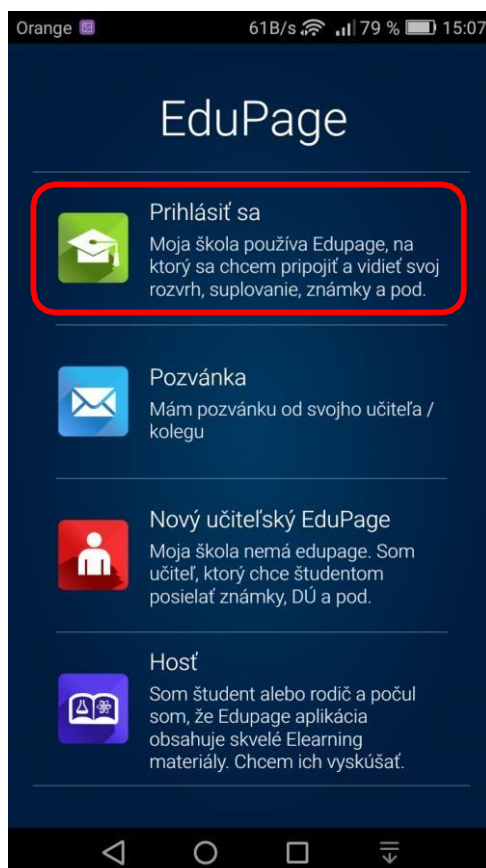 Orange 61B/s 79 % 15:07
EduPage
Prihlásiť sa
Moja škola používa Edupage, na
ktorý sa chcem pripojiť a vidieť svoj
rozvrh, suplovanie, známky a pod.
Pozvánka
Mám pozvánku od svojho učiteľa /
kolegu
Nový učiteľský EduPage
Moja škola nemá edupage. Som
učiteľ, ktorý chce študentom
posielať známky, DÚ a pod.
Hosť
Som študent alebo rodič a počul
som, že Edupage aplikácia
obsahuje skvelé Elearning
materiály. Chcem ich vyskúšať.